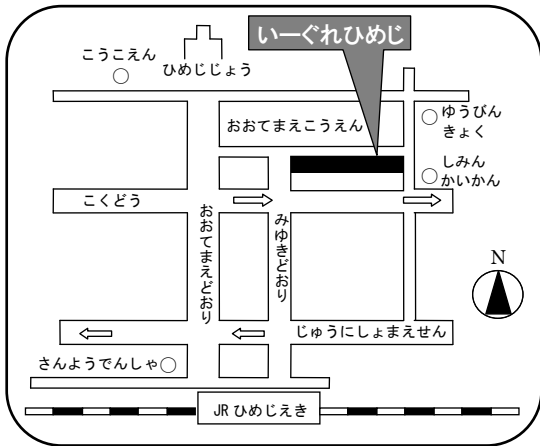 いーぐれひめじ
こうこえん
ひめじじょう
おおてまえこうえん
ゆうびん
きょく
しみん
かいかん
こくどう
おおてまえどおり
みゆきどおり
N
じゅうにしょまえせん
さんようでんしゃ
JR ひめじえき